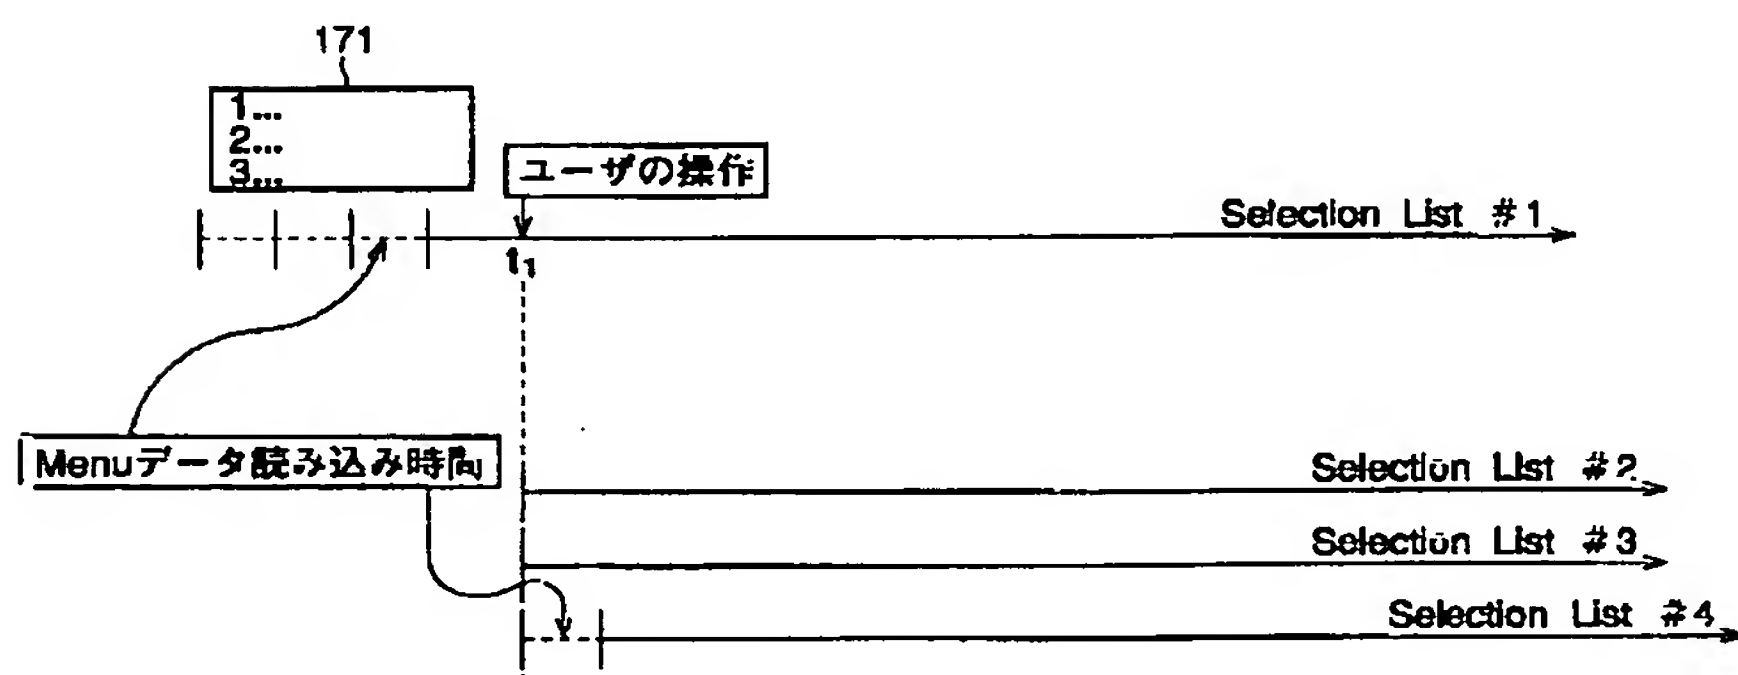 171
1...
2...
3...
ユーザの操作
Selection List #1
t1
Menuデータ読み込み時間
Selection List #2
Selection List #3
Selection List #4